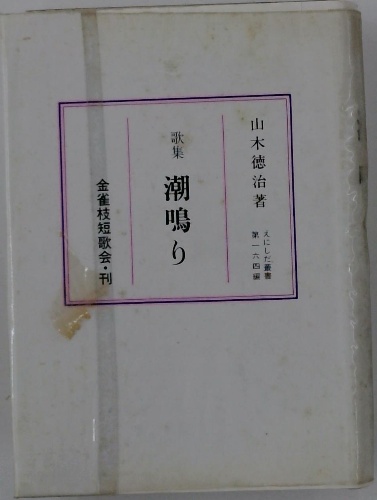 山木徳治著
えにしだ叢書
第一六四編
歌集
潮鳴り
金雀枝短歌会・刊